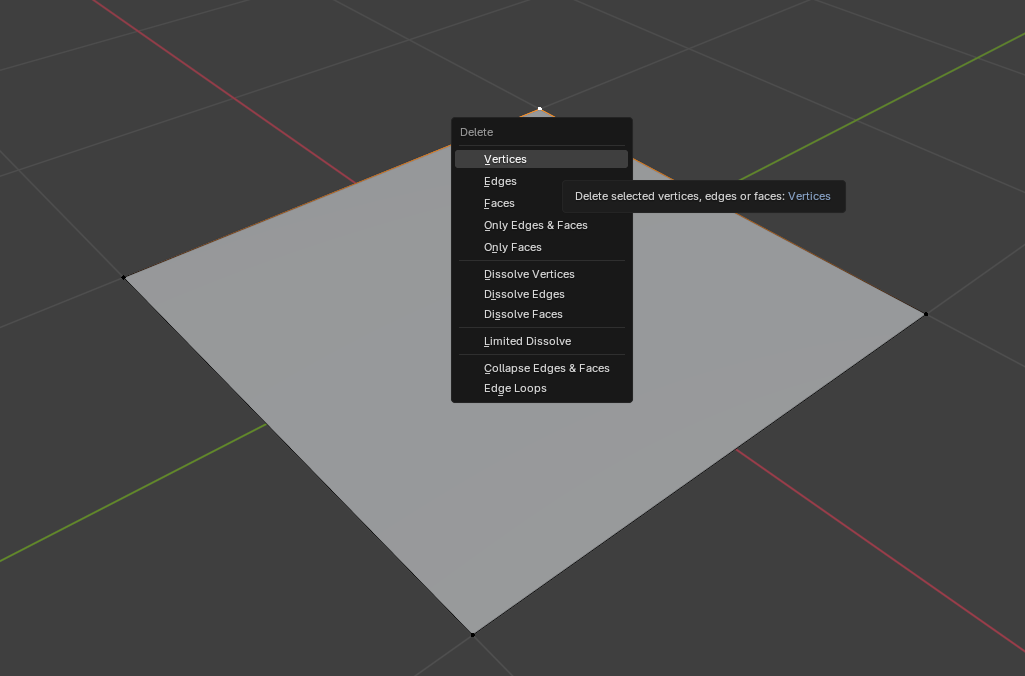 Delete
Vertices
Edges
Delete selected vertices, edges or faces: Vertices
Faces
Only Edges & Faces
Only Faces
Dissolve Vertices
Dissolve Edges
Dissolve Faces
Limited Dissolve
Collapse Edges & Faces
Edge Loops